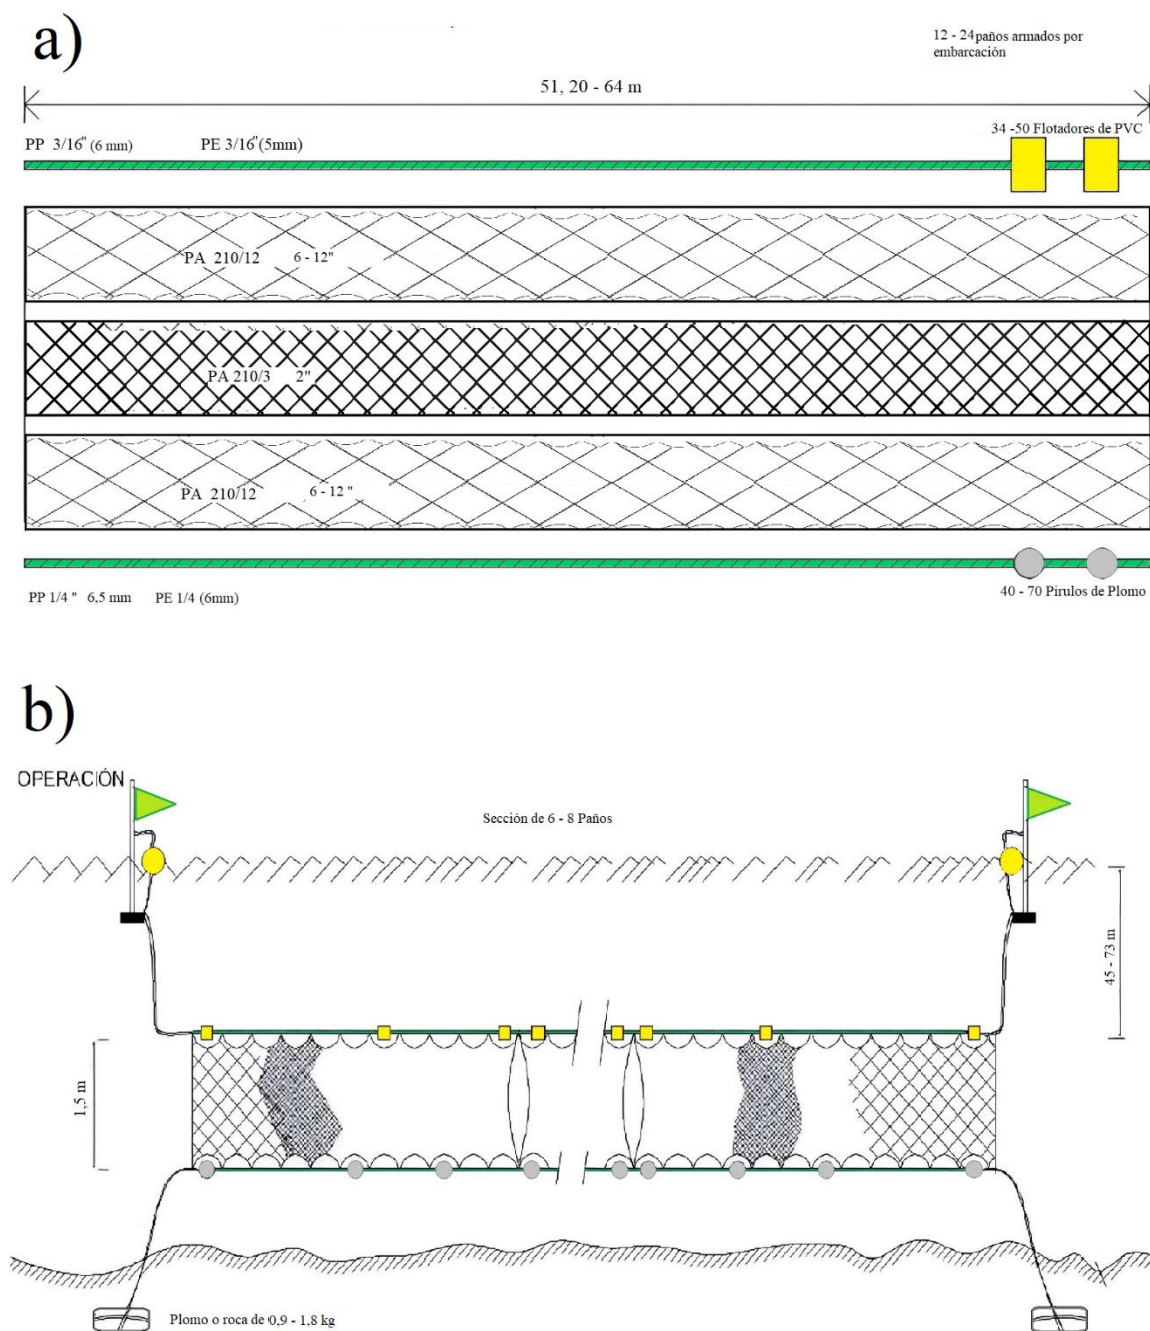 a)
12 - 24 paños armados por
embarcación
51, 20 - 64 m
34 -50 Flotadores de PVC
PP 3/16" (6 mm) PE 3/16" (5mm)
PA 210/12 6 - 12"
PA 210/3 2"
PA 210/12 6 - 12 "
PP 1/4 " 6,5 mm PE 1/4 (6mm)
40 - 70 Pirulos de Plomo
b)
OPERACIÓN
Sección de 6 - 8 Paños
45 - 73 m
1,5 m
Plomo o roca de 0,9 - 1,8 kg